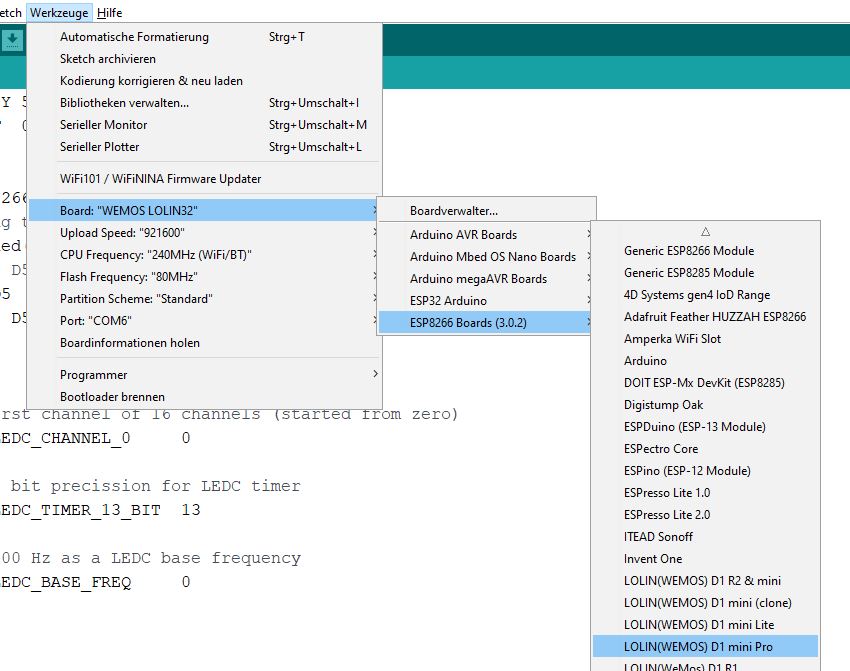 etch Werkzeuge Hilfe
Automatische Formatierung Strg+T
Sketch archivieren
Kodierung korrigieren & neu laden
Bibliotheken verwalten... Strg+Umschalt+I
Serieller Monitor Strg+Umschalt+M
Serieller Plotter Strg+Umschalt+L
WiFi101 / WiFiNINA Firmware Updater
Board: "WEMOS LOLIN32"
Upload Speed: "921600"
CPU Frequency: "240MHz (WiFi/BT)"
Flash Frequency: "80MHz"
Partition Scheme: "Standard"
Port: "COM6"
Boardinformationen holen
Programmer
Bootloader brennen
Boardverwalter...
Arduino AVR Boards
Arduino Mbed OS Nano Boards
Arduino megaAVR Boards
ESP32 Arduino
ESP8266 Boards (3.0.2)
Generic ESP8266 Module
Generic ESP8285 Module
4D Systems gen4 IoD Range
Adafruit Feather HUZZAH ESP8266
Amperka WiFi Slot
Arduino
DOIT ESP-Mx DevKit (ESP8285)
Digistump Oak
ESPDuino (ESP-13 Module)
ESPectro Core
ESPino (ESP-12 Module)
ESPresso Lite 1.0
ESPresso Lite 2.0
ITEAD Sonoff
Invent One
LOLIN(WEMOS) D1 R2 & mini
LOLIN(WEMOS) D1 mini (clone)
LOLIN(WEMOS) D1 mini Lite
LOLIN(WEMOS) D1 mini Pro
LOLIN(WeMos) D1 R1
Y 5
266
g t
ed
D5
D5
D5
rst channel of 16 channels (started from zero)
EDC_CHANNEL_0 0
bit precission for LEDC timer
EDC_TIMER_13_BIT 13
00 Hz as a LEDC base frequency
EDC_BASE_FREQ 0